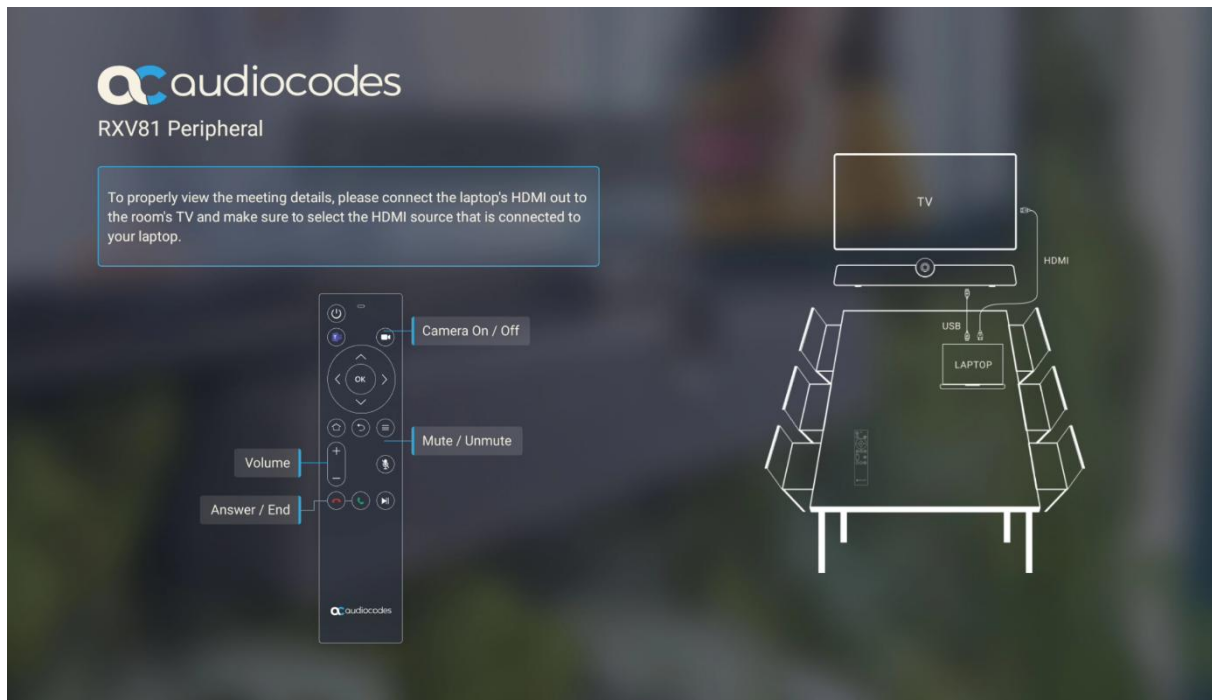 audiocodes
RXV81 Peripheral
To properly view the meeting details, please connect the laptop's HDMI out to
the room's TV and make sure to select the HDMI source that is connected to
your laptop.
Camera On / Off
OK
Mute / Unmute
Volume
Answer / End
audiocodes
TV
HDMI
USB
LAPTOP